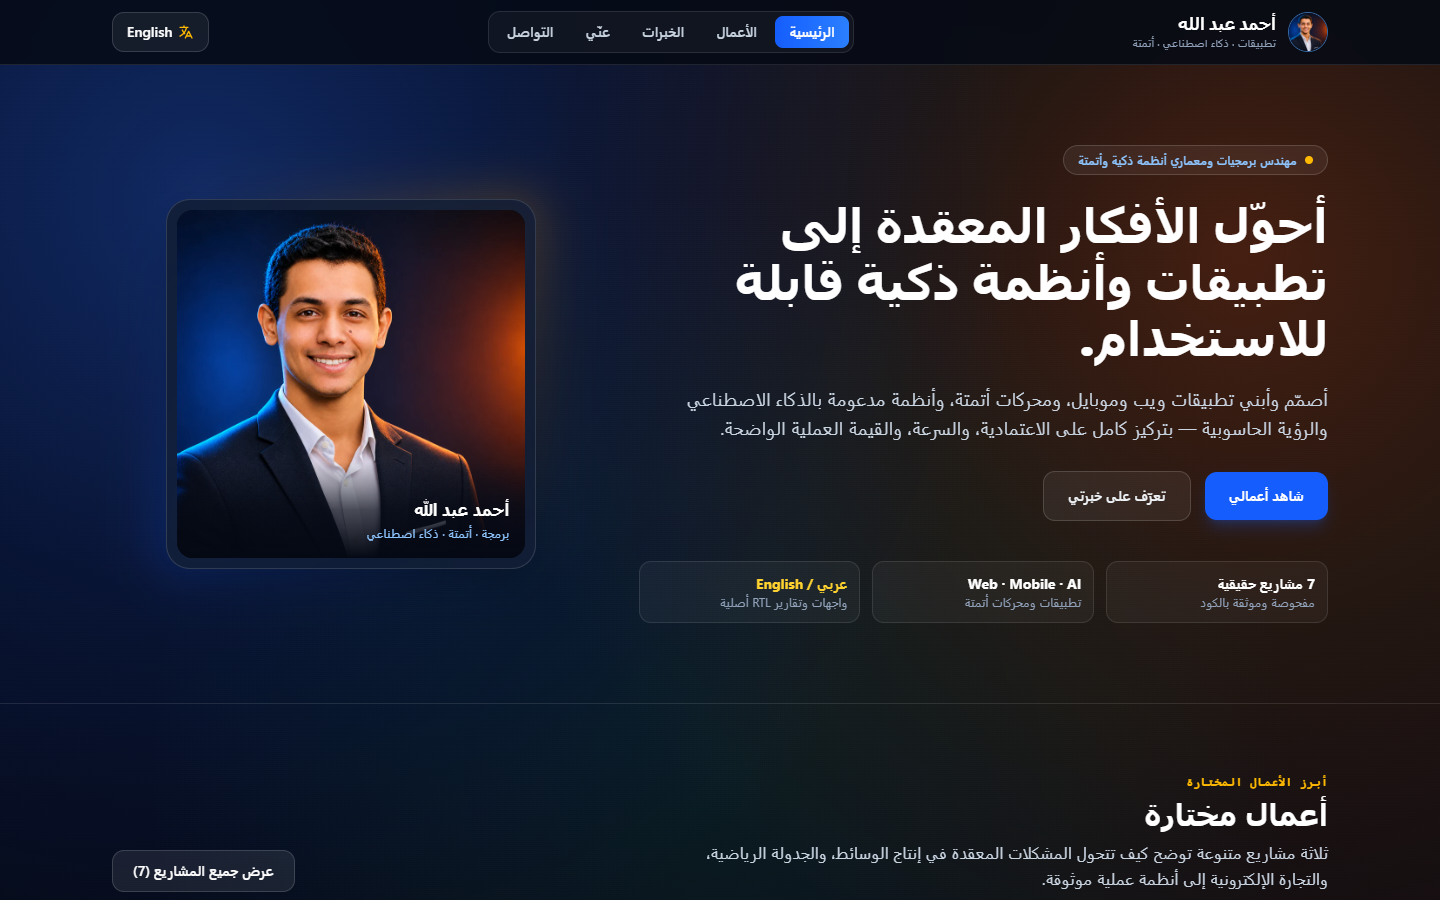 أحمد عبد الله
تطبيقات · ذكاء اصطناعي · أتمتة
الرئيسية
الأعمال
الخبرات
عنّي
التواصل
English
مهندس برمجيات ومعماري أنظمة ذكية وأتمتة
أحوّل الأفكار المعقدة إلى
تطبيقات وأنظمة ذكية قابلة
للاستخدام.
أصمّم وأبني تطبيقات ويب وموبايل، ومحركات أتمتة، وأنظمة مدعومة بالذكاء الاصطناعي
والرؤية الحاسوبية — بتركيز كامل على الاعتمادية، والسرعة، والقيمة العملية الواضحة.
شاهد أعمالي
تعرّف على خبرتي
7 مشاريع حقيقية
مفحوصة وموثقة بالكود
Web · Mobile · AI
تطبيقات ومحركات أتمتة
عربي / English
واجهات وتقارير RTL أصلية
أحمد عبد الله
برمجة · أتمتة · ذكاء اصطناعي
أبرز الأعمال المختارة
أعمال مختارة
ثلاثة مشاريع متنوعة توضح كيف تتحول المشكلات المعقدة في إنتاج الوسائط، والجدولة الرياضية،
والتجارة الإلكترونية إلى أنظمة عملية موثوقة.
عرض جميع المشاريع (7)